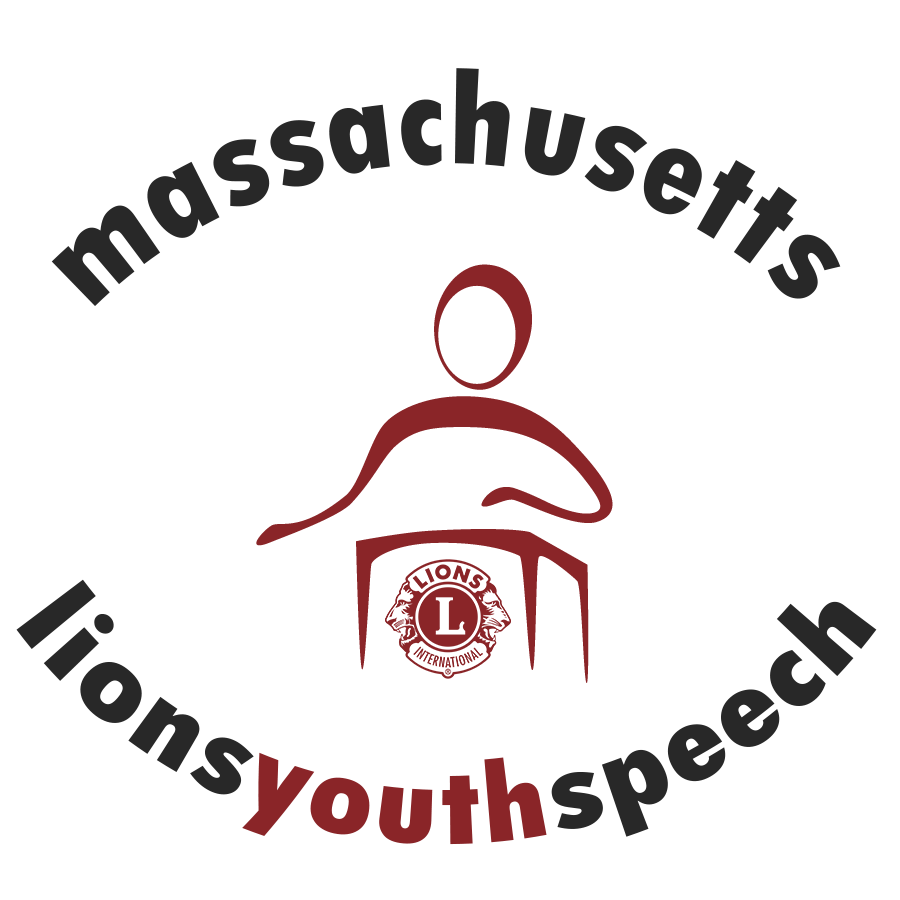 massachusetts
LIONS
L
INTERNATIONAL
®
lionsyouthspeech